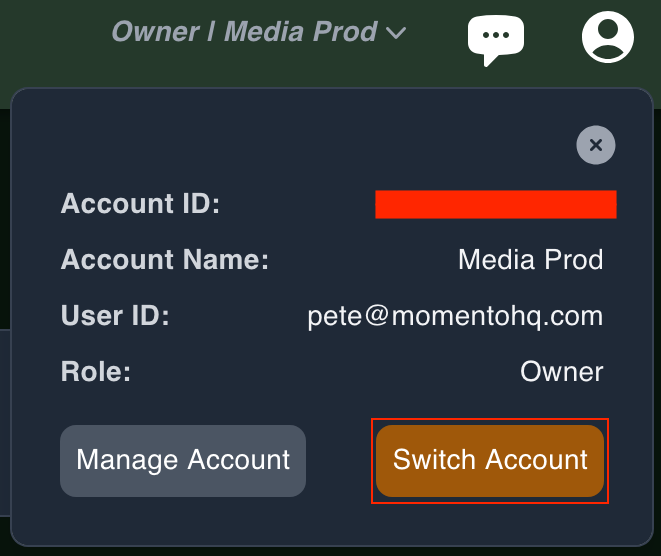 Owner | Media Prod
Account ID:
Account Name: Media Prod
User ID: pete@momentohq.com
Role: Owner
Manage Account Switch Account